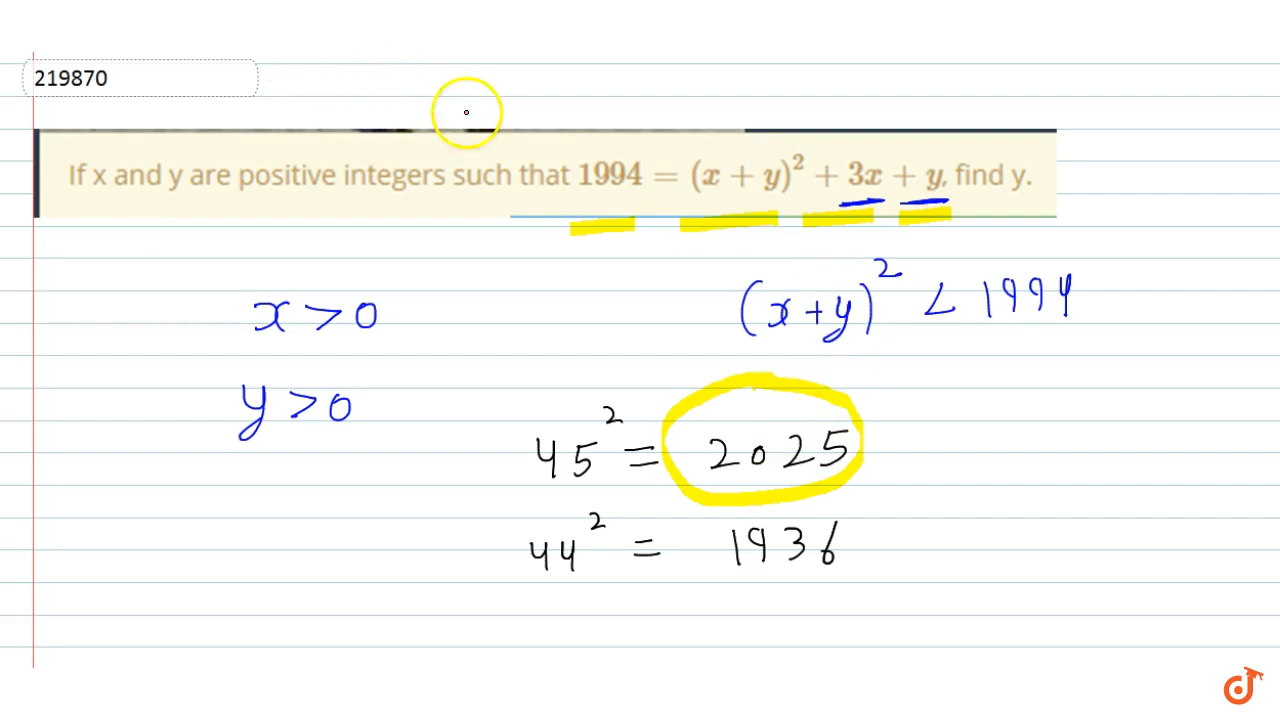 219870
If x and y are positive integers such that 1994 = (x + y)² + 3x + y, find y.
x > 0
(x + y)² < 1994
y > 0
45² = 2025
44² = 1936